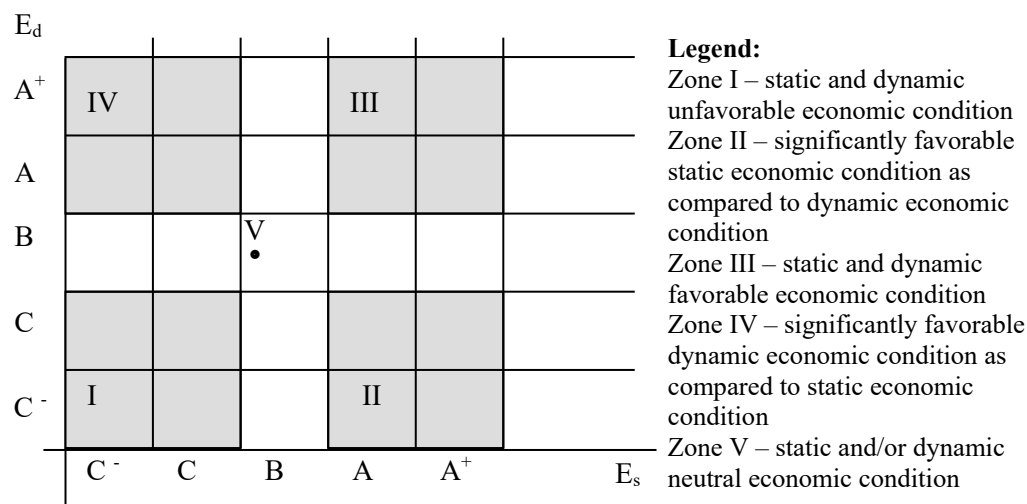 E_d
A⁺
A
B
C
C ⁻
IV
III
V
I
II
C ⁻ C B A A⁺ E_s
Legend:
Zone I – static and dynamic
unfavorable economic condition
Zone II – significantly favorable
static economic condition as
compared to dynamic economic
condition
Zone III – static and dynamic
favorable economic condition
Zone IV – significantly favorable
dynamic economic condition as
compared to static economic
condition
Zone V – static and/or dynamic
neutral economic condition